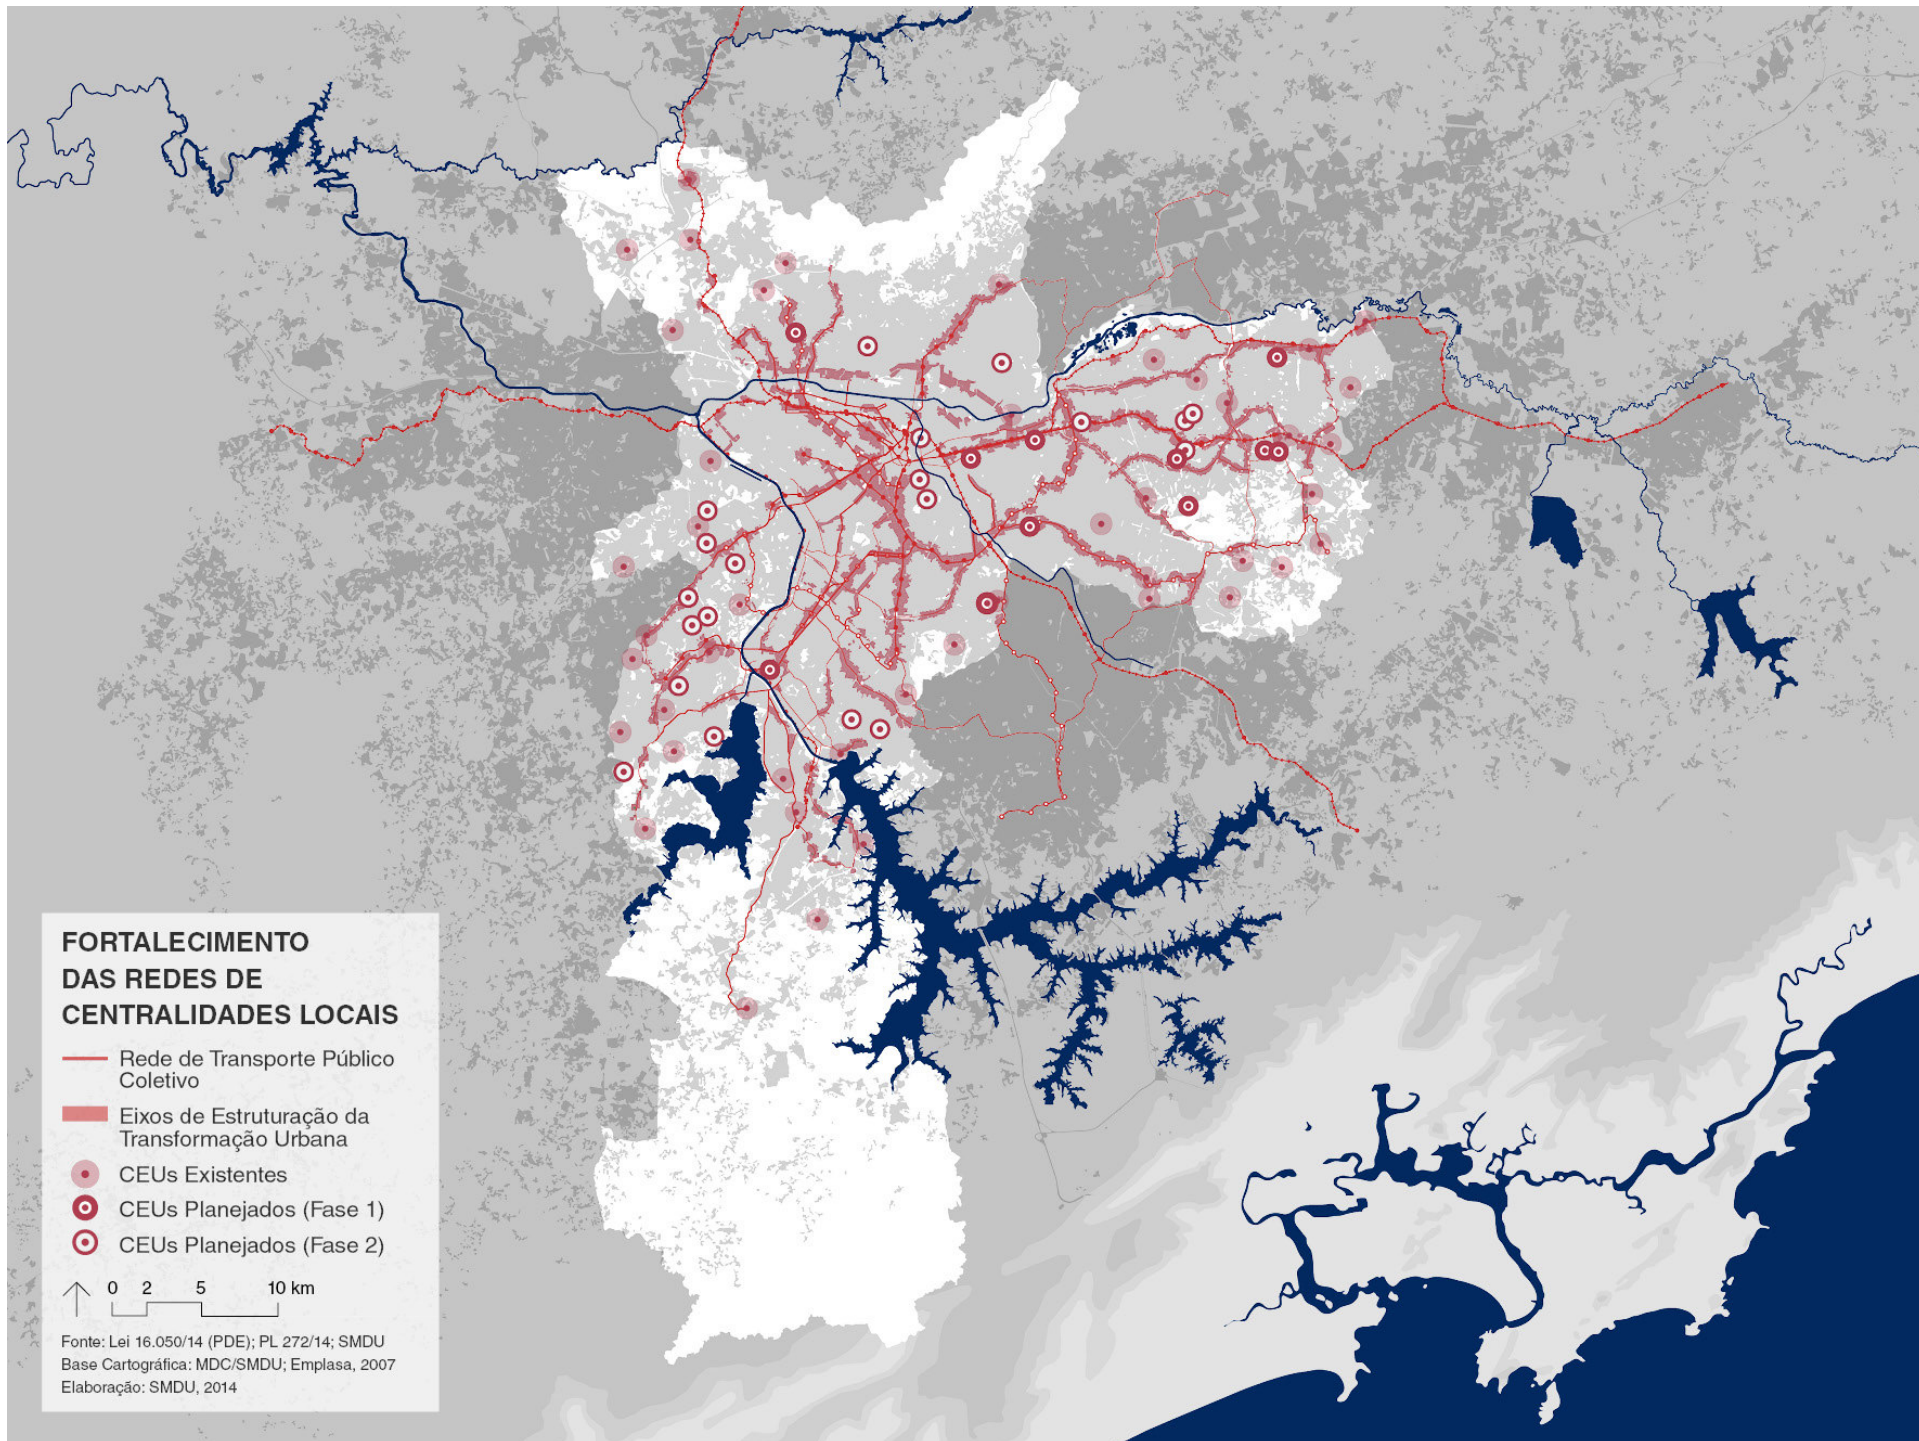 FORTALECIMENTO
DAS REDES DE
CENTRALIDADES LOCAIS
Rede de Transporte Público
Coletivo
Eixos de Estruturação da
Transformação Urbana
CEUs Existentes
CEUs Planejados (Fase 1)
CEUs Planejados (Fase 2)
0 2 5 10 km
Fonte: Lei 16.050/14 (PDE); PL 272/14; SMDU
Base Cartográfica: MDC/SMDU; Emplasa, 2007
Elaboração: SMDU, 2014